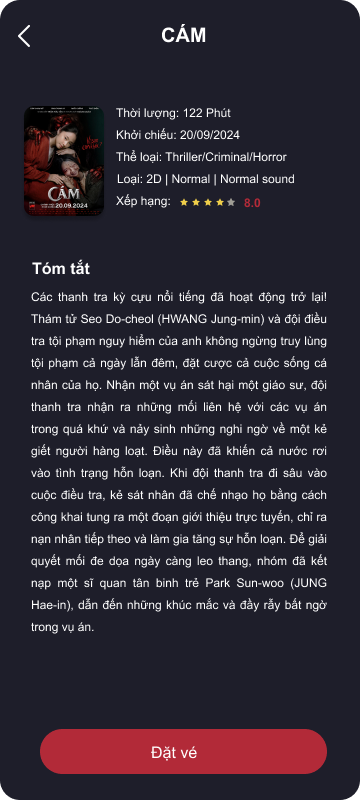 CÁM
CÁM
20.09.2024
Thời lượng: 122 Phút
Khởi chiếu: 20/09/2024
Thể loại: Thriller/Criminal/Horror
Loại: 2D | Normal | Normal sound
Xếp hạng: 8.0
Tóm tắt
Các thanh tra kỳ cựu nổi tiếng đã hoạt động trở lại!
Thám tử Seo Do-cheol (HWANG Jung-min) và đội điều
tra tội phạm nguy hiểm của anh không ngừng truy lùng
tội phạm cả ngày lẫn đêm, đặt cược cả cuộc sống cá
nhân của họ. Nhận một vụ án sát hại một giáo sư, đội
thanh tra nhận ra những mối liên hệ với các vụ án
trong quá khứ và nảy sinh những nghi ngờ về một kẻ
giết người hàng loạt. Điều này đã khiến cả nước rơi
vào tình trạng hỗn loạn. Khi đội thanh tra đi sâu vào
cuộc điều tra, kẻ sát nhân đã chế nhạo họ bằng cách
công khai tung ra một đoạn giới thiệu trực tuyến, chỉ ra
nạn nhân tiếp theo và làm gia tăng sự hỗn loạn. Để giải
quyết mối đe dọa ngày càng leo thang, nhóm đã kết
nạp một sĩ quan tân binh trẻ Park Sun-woo (JUNG
Hae-in), dẫn đến những khúc mắc và đầy rẫy bất ngờ
trong vụ án.
Đặt vé